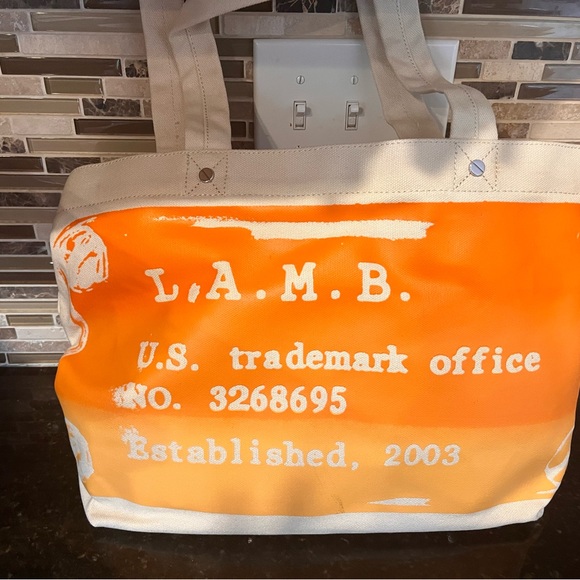 L.A.M.B.
U.S. trademark office
NO. 3268695
Established, 2003